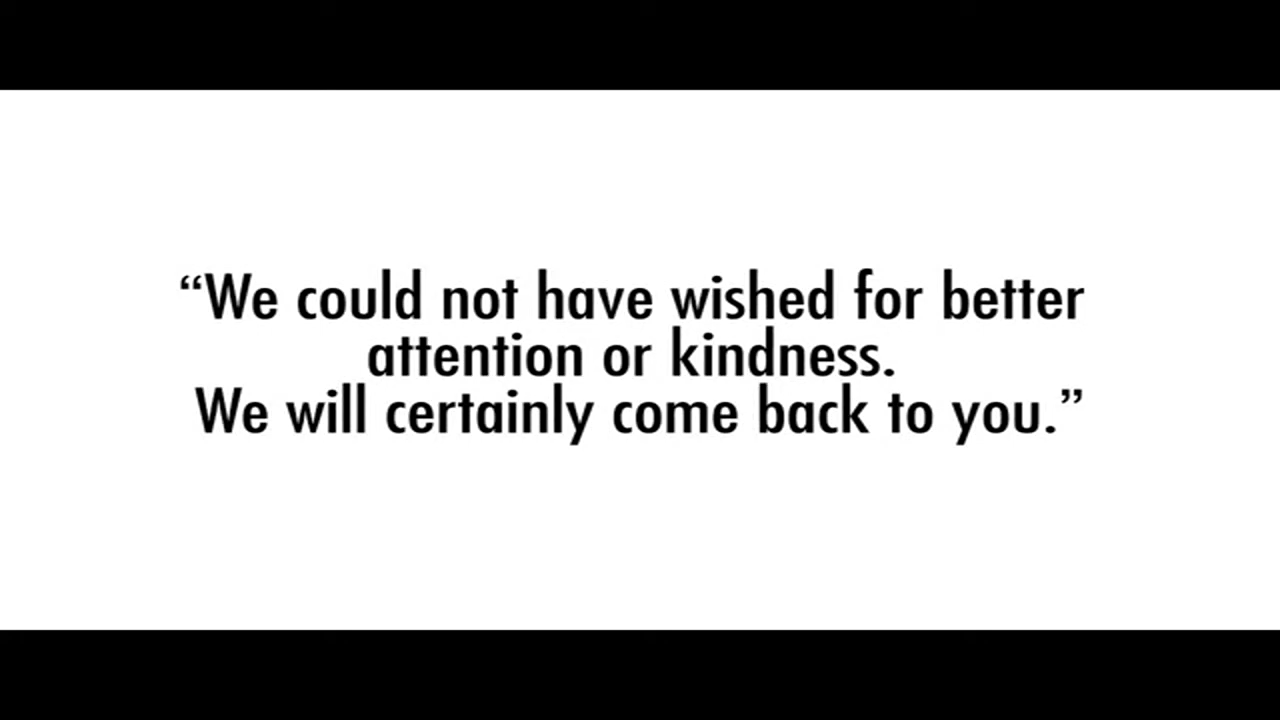 “We could not have wished for better
attention or kindness.
We will certainly come back to you.”